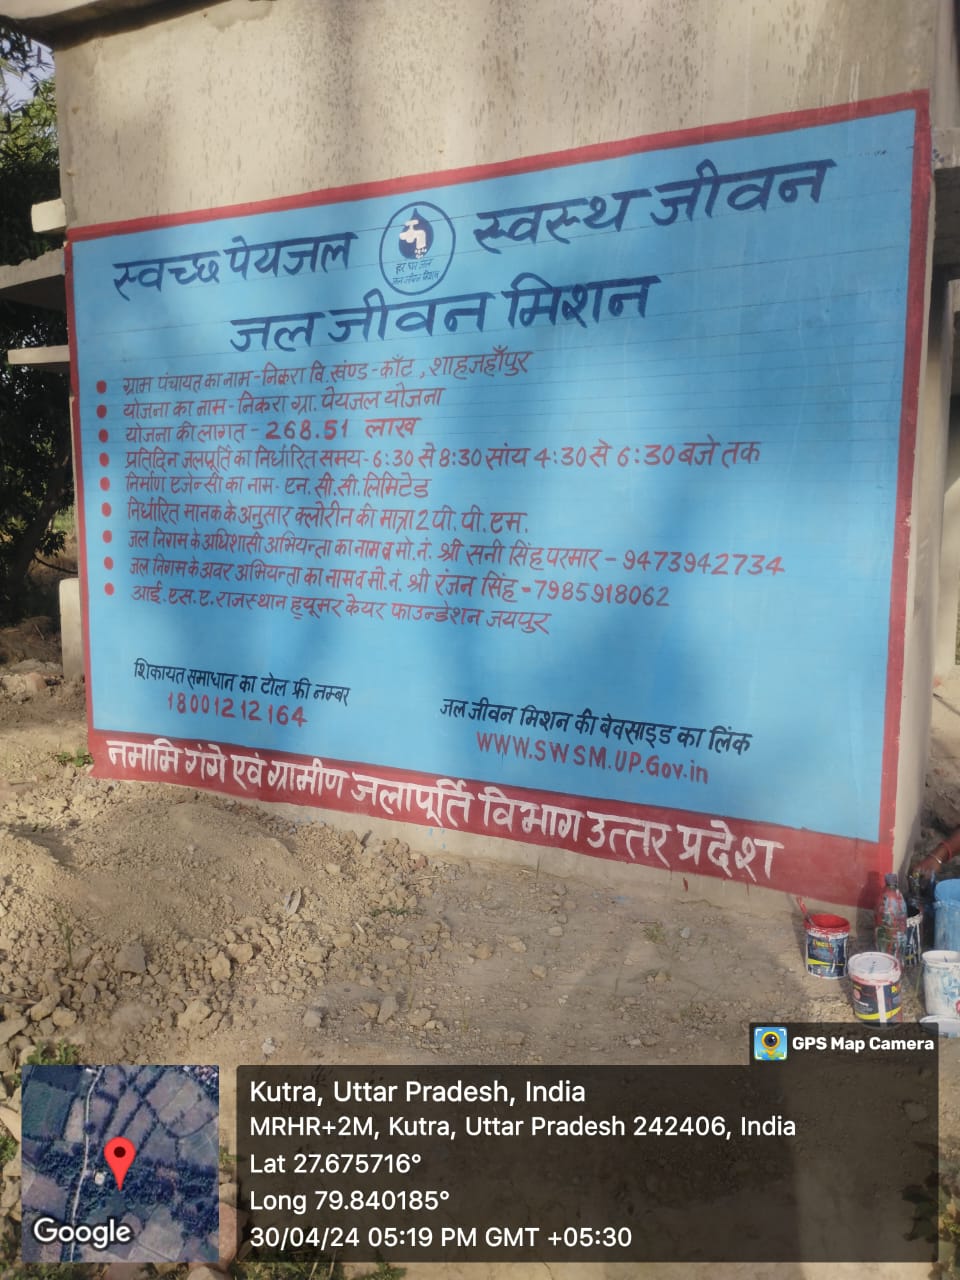 स्वच्छ पेयजल स्वस्थ जीवन
हर घर जल
जल जीवन मिशन
जल जीवन मिशन
ग्राम पंचायत का नाम - निकरा वि. खंण्ड - काँट , शाहजहाँपुर
योजना का नाम - निकरा ग्रा. पेयजल योजना
योजना की लागत - 268.51 लाख
प्रतिदिन जलपूर्ति का निर्धारित समय - 6:30 से 8:30 सांय 4:30 से 6:30 बजे तक
निर्माण एजेन्सी का नाम - एन. सी. सी. लिमिटेड
निर्धारित मानक के अनुसार क्लोरीन की मात्रा 2 पी. पी. एम.
जल निगम के अधिशासी अभियन्ता का नाम व मो. नं. श्री सनी सिंह परमार - 9473942734
जल निगम के अवर अभियन्ता का नाम व मो. नं. श्री रंजन सिंह - 7985918062
आई. एस. ए. राजस्थान ह्यूमर केयर फाउन्डेशन जयपुर
शिकायत समाधान का टोल फ्री नम्बर
18001212164
जल जीवन मिशन की बेवसाइड का लिंक
WWW.SWSM.UP.Gov.in
नमामि गंगे एवं ग्रामीण जलापूर्ति विभाग उत्तर प्रदेश
GPS Map Camera
Kutra, Uttar Pradesh, India
MRHR+2M, Kutra, Uttar Pradesh 242406, India
Lat 27.675716°
Long 79.840185°
30/04/24 05:19 PM GMT +05:30
Google